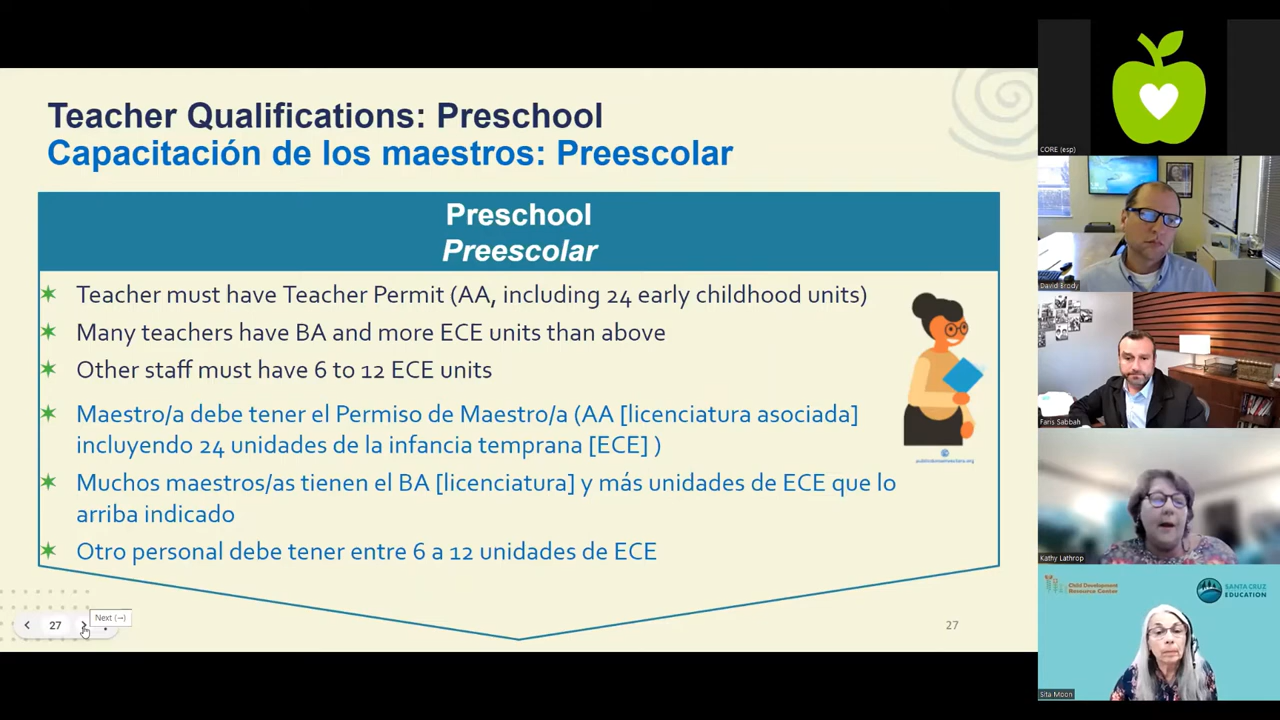 Teacher Qualifications: Preschool
Capacitación de los maestros: Preescolar
Preschool
Preescolar
Teacher must have Teacher Permit (AA, including 24 early childhood units)
Many teachers have BA and more ECE units than above
Other staff must have 6 to 12 ECE units
Maestro/a debe tener el Permiso de Maestro/a (AA [licenciatura asociada]
incluyendo 24 unidades de la infancia temprana [ECE] )
Muchos maestros/as tienen el BA [licenciatura] y más unidades de ECE que lo
arriba indicado
Otro personal debe tener entre 6 a 12 unidades de ECE
27
Next (→)
27
CORE (esp)
David Brody
Faris Sabbah
Kathy Lathrop
Child Development
Resource Center
SANTA CRUZ
EDUCATION
Sita Moon